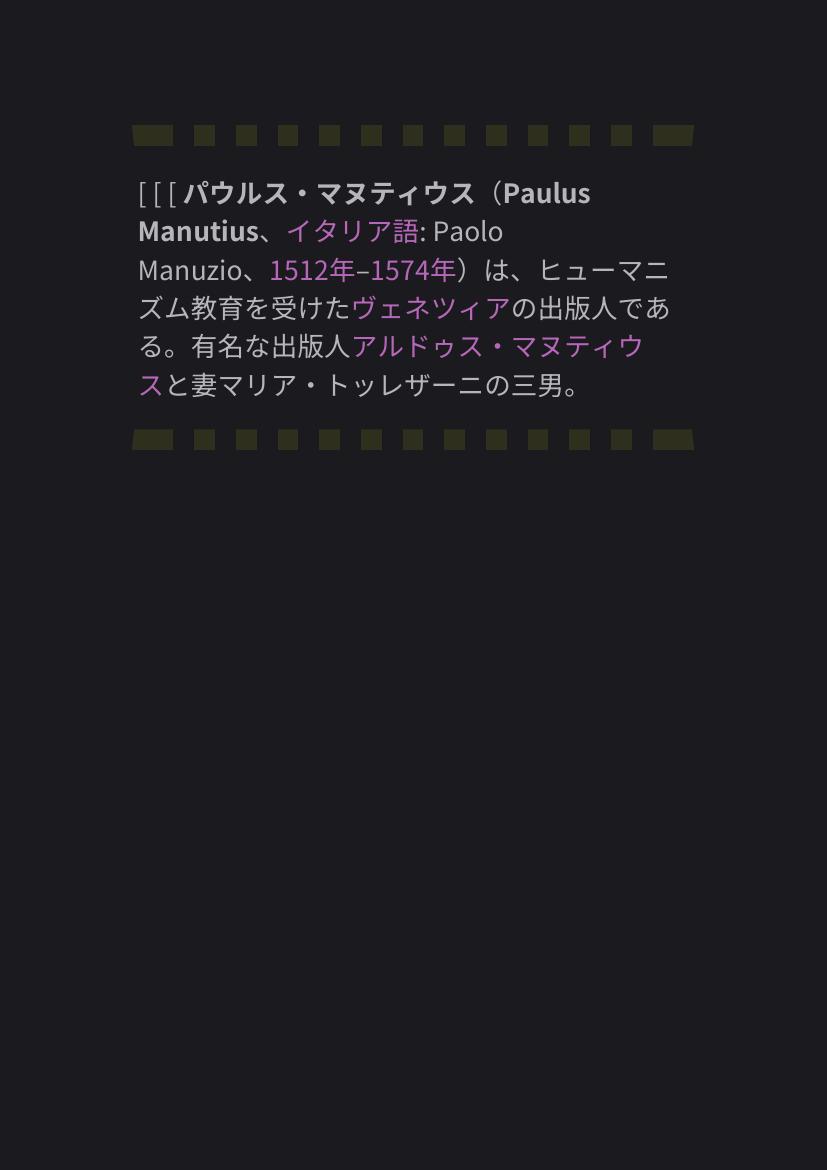 [ [ [ パウルス・マヌティウス（Paulus
Manutius、イタリア語: Paolo
Manuzio、1512年–1574年）は、ヒューマニ
ズム教育を受けたヴェネツィアの出版人であ
る。有名な出版人アルドゥス・マヌティウ
スと妻マリア・トッレザーニの三男。